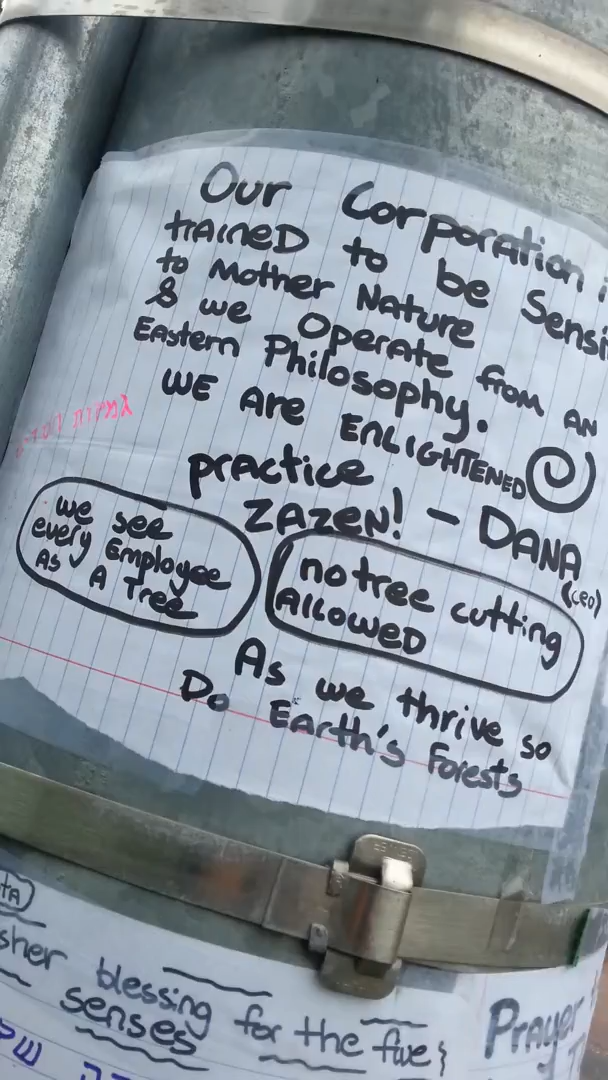 Our Corporation
trained to be
to Mother Nature
& we Operate from an
Eastern Philosophy.
We Are Enlightened
practice
Zazen! - Dana
(CEO)
we see
every Employee
As A Tree
no tree cutting
Allowed
As we thrive so
Do Earth's Forests
blessing for the five
senses
Prayer